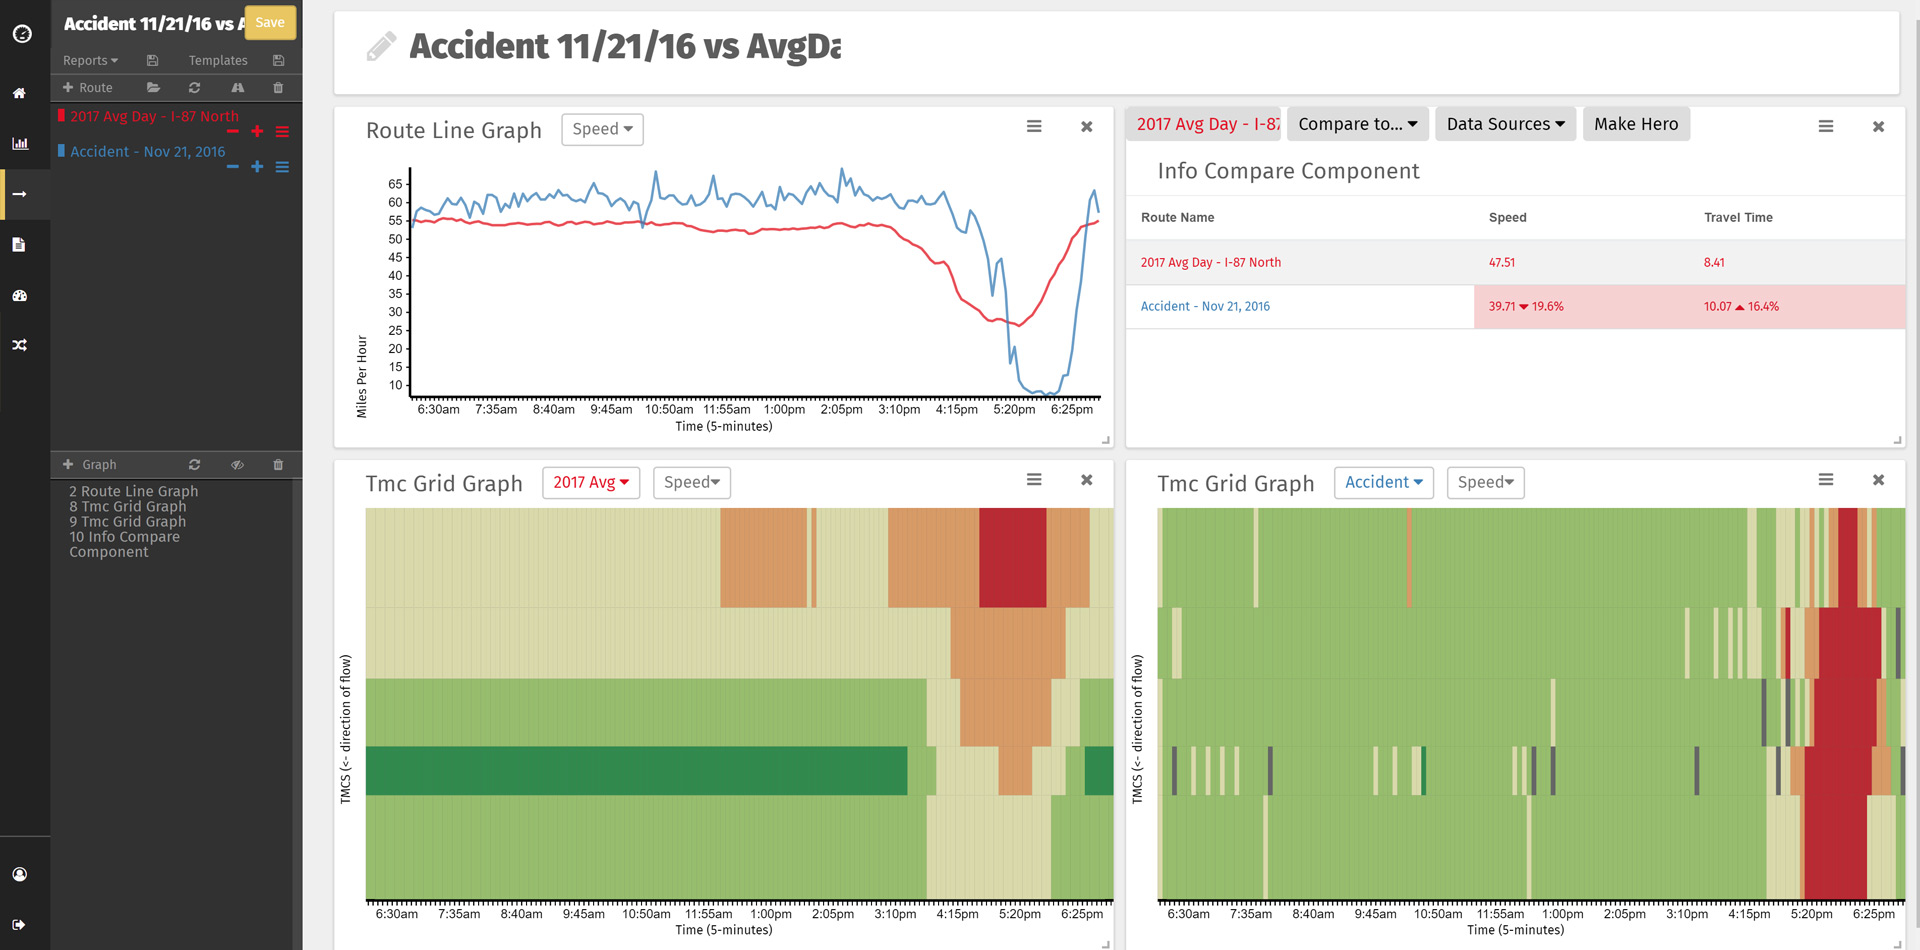 Accident 11/21/16 vs A
Save
Reports
Templates
+ Route
2017 Avg Day - I-87 North
Accident - Nov 21, 2016
+ Graph
2 Route Line Graph
8 Tmc Grid Graph
9 Tmc Grid Graph
10 Info Compare
Component
Accident 11/21/16 vs AvgDa
Route Line Graph
Speed
65
60
55
50
45
40
35
30
25
20
15
10
Miles Per Hour
6:30am 7:35am 8:40am 9:45am 10:50am 11:55am 1:00pm 2:05pm 3:10pm 4:15pm 5:20pm 6:25pm
Time (5-minutes)
2017 Avg Day - I-87
Compare to...
Data Sources
Make Hero
Info Compare Component
Route Name Speed Travel Time
2017 Avg Day - I-87 North 47.51 8.41
Accident - Nov 21, 2016 39.71 19.6% 10.07 16.4%
Tmc Grid Graph
2017 Avg
Speed
TMCS (<- direction of flow)
6:30am 7:35am 8:40am 9:45am 10:50am 11:55am 1:00pm 2:05pm 3:10pm 4:15pm 5:20pm 6:25pm
Time (5-minutes)
Tmc Grid Graph
Accident
Speed
TMCS (<- direction of flow)
6:30am 7:35am 8:40am 9:45am 10:50am 11:55am 1:00pm 2:05pm 3:10pm 4:15pm 5:20pm 6:25pm
Time (5-minutes)